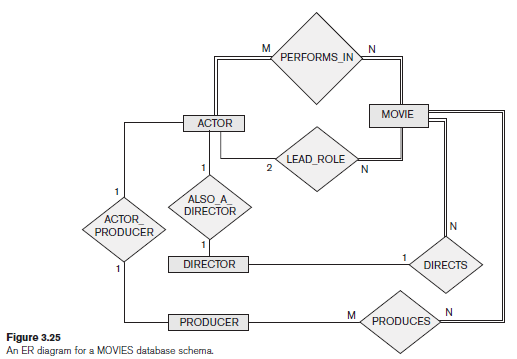 M
N
PERFORMS_IN
MOVIE
ACTOR
LEAD_ROLE
2
N
1
1
ALSO_A_
DIRECTOR
ACTOR_
PRODUCER
N
1
1
DIRECTOR
1
DIRECTS
M
N
PRODUCER
PRODUCES
Figure 3.25
An ER diagram for a MOVIES database schema.